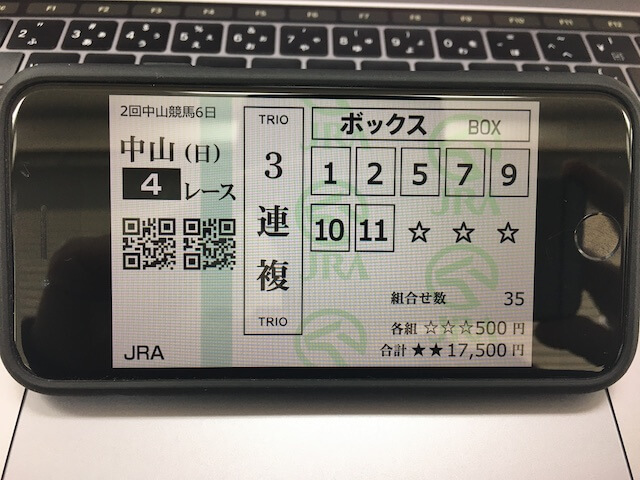 2回中山競馬6日
中山(日)
4レース
JRA
TRIO
3連複
TRIO
ボックス BOX
1 2 5 7 9
10 11 ☆ ☆ ☆
組合せ数 35
各組 ☆☆☆500円
合計 ★★17,500円
JRA
JRA